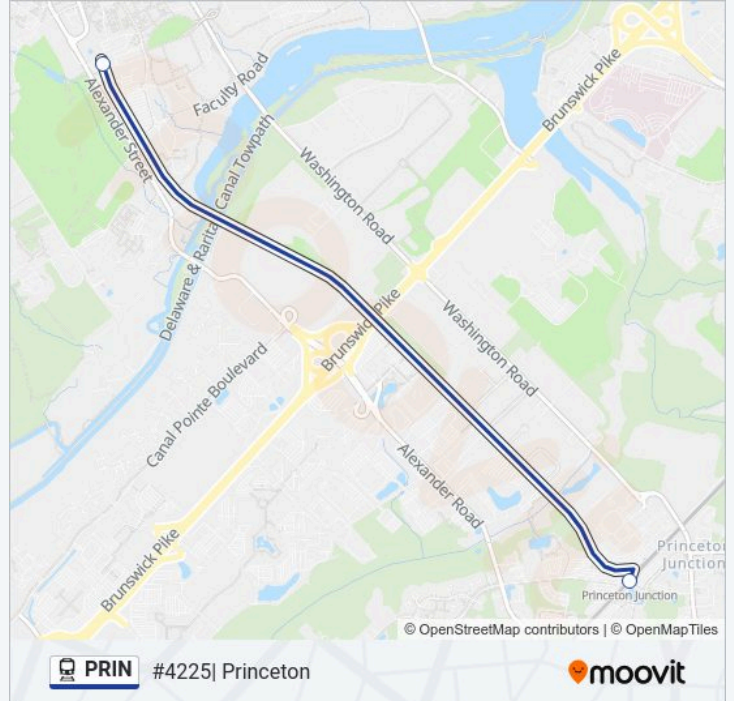 Faculty Road
Alexander Street
Brunswick Pike
Washington Road
Delaware & Raritan Canal Towpath
Brunswick Pike
Washington Road
Canal Pointe Boulevard
Alexander Road
Brunswick Pike
Princeton
Junction
Princeton Junction
© OpenStreetMap contributors | © OpenMapTiles
PRIN #4225| Princeton
moovit